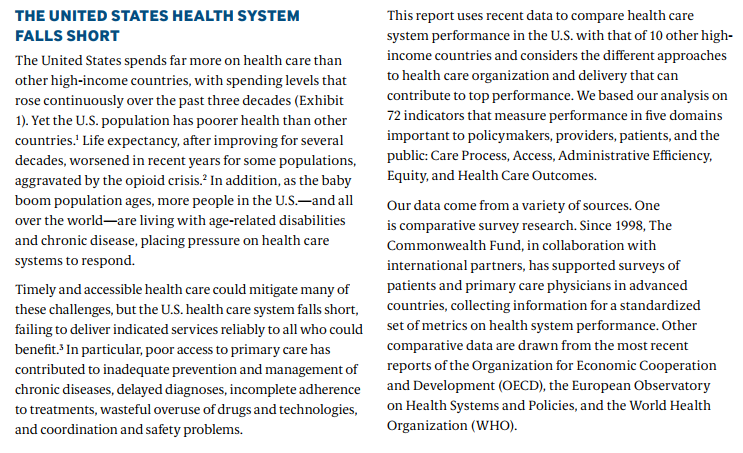 THE UNITED STATES HEALTH SYSTEM
FALLS SHORT
The United States spends far more on health care than
other high-income countries, with spending levels that
rose continuously over the past three decades (Exhibit
1). Yet the U.S. population has poorer health than other
countries.¹ Life expectancy, after improving for several
decades, worsened in recent years for some populations,
aggravated by the opioid crisis.² In addition, as the baby
boom population ages, more people in the U.S.—and all
over the world—are living with age-related disabilities
and chronic disease, placing pressure on health care
systems to respond.
Timely and accessible health care could mitigate many of
these challenges, but the U.S. health care system falls short,
failing to deliver indicated services reliably to all who could
benefit.³ In particular, poor access to primary care has
contributed to inadequate prevention and management of
chronic diseases, delayed diagnoses, incomplete adherence
to treatments, wasteful overuse of drugs and technologies,
and coordination and safety problems.
This report uses recent data to compare health care
system performance in the U.S. with that of 10 other high-
income countries and considers the different approaches
to health care organization and delivery that can
contribute to top performance. We based our analysis on
72 indicators that measure performance in five domains
important to policymakers, providers, patients, and the
public: Care Process, Access, Administrative Efficiency,
Equity, and Health Care Outcomes.
Our data come from a variety of sources. One
is comparative survey research. Since 1998, The
Commonwealth Fund, in collaboration with
international partners, has supported surveys of
patients and primary care physicians in advanced
countries, collecting information for a standardized
set of metrics on health system performance. Other
comparative data are drawn from the most recent
reports of the Organization for Economic Cooperation
and Development (OECD), the European Observatory
on Health Systems and Policies, and the World Health
Organization (WHO).